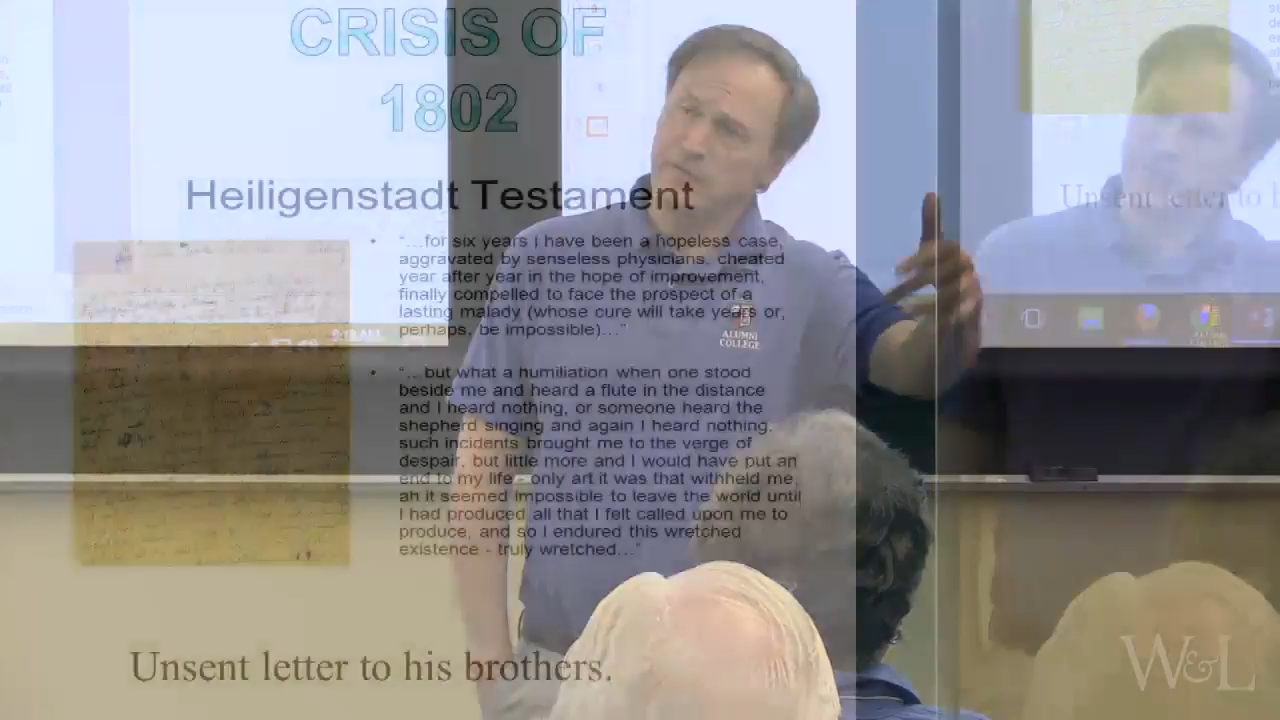 CRISIS OF
1802
Heiligenstadt Testament
• "...for six years I have been a hopeless case,
aggravated by senseless physicians, cheated
year after year in the hope of improvement,
finally compelled to face the prospect of a
lasting malady (whose cure will take years or,
perhaps, be impossible)..."
• "... but what a humiliation when one stood
beside me and heard a flute in the distance
and I heard nothing, or someone heard the
shepherd singing and again I heard nothing,
such incidents brought me to the verge of
despair, but little more and I would have put an
end to my life - only art it was that withheld me,
ah it seemed impossible to leave the world until
I had produced all that I felt called upon me to
produce, and so I endured this wretched
existence - truly wretched..."
Unsent letter to his brothers.
Unsent letter to
ALUMNI
COLLEGE
W&L